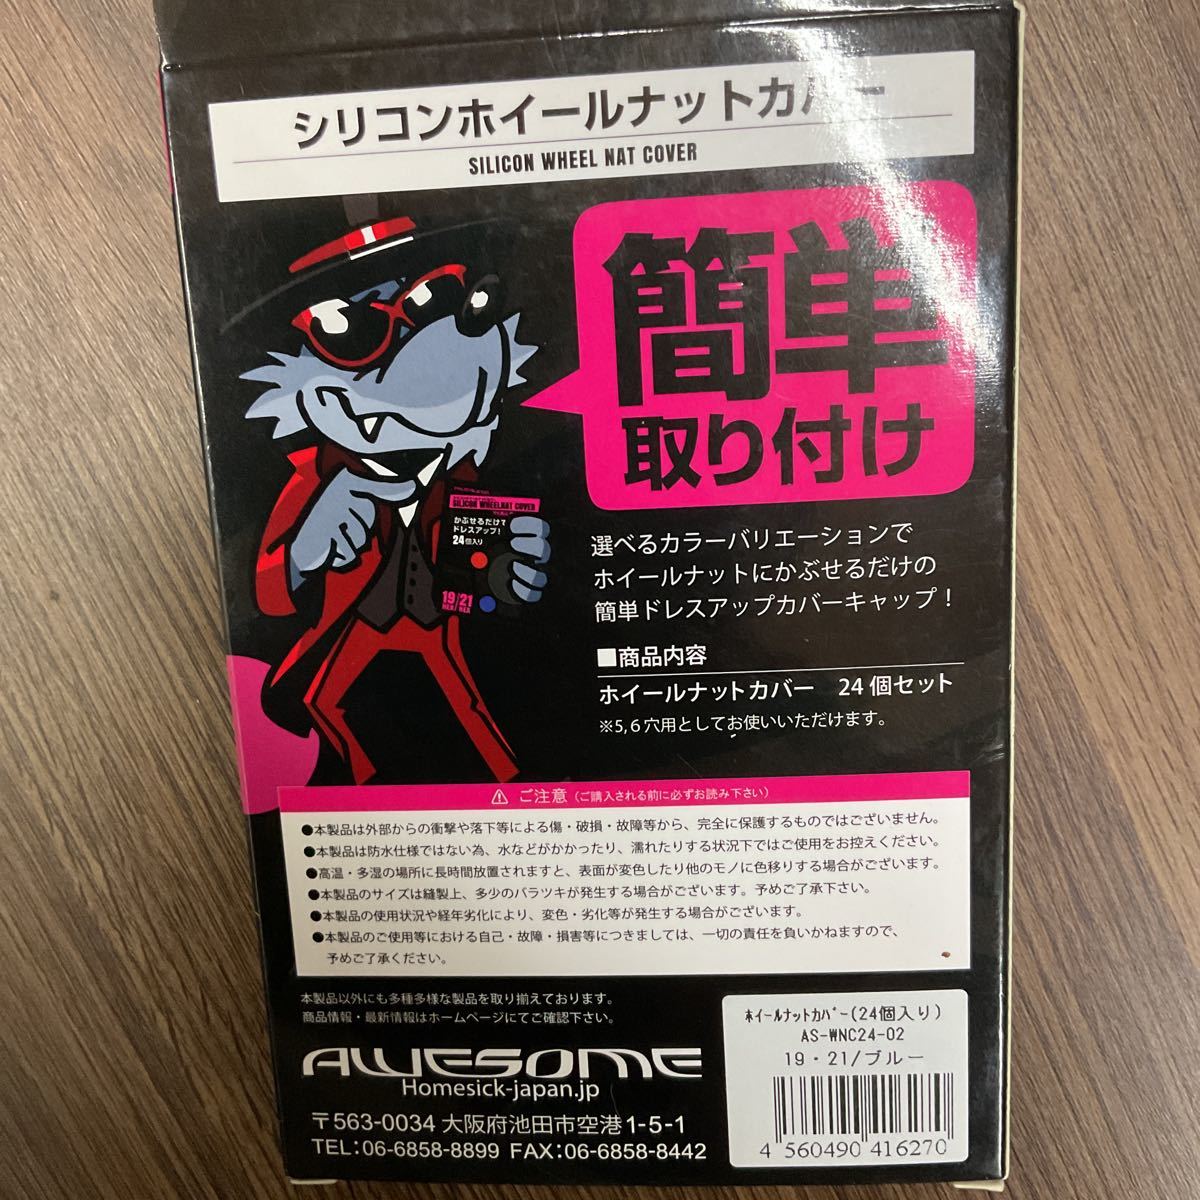 シリコンホイールナットカバー
SILICON WHEEL NAT COVER
簡単
取り付け
SILICON WHEELNAT COVER
かぶせるだけで
ドレスアップ!
24個入り
19/21
HEX/HEX
選べるカラーバリエーションで
ホイールナットにかぶせるだけの
簡単ドレスアップカバーキャップ!
■商品内容
ホイールナットカバー 24個セット
※5,6穴用としてお使いいただけます。
⚠ ご注意(ご購入される前に必ずお読み下さい)
●本製品は外部からの衝撃や落下等による傷・破損・故障等から、完全に保護するものではございません。
●本製品は防水仕様ではない為、水などがかかったり、濡れたりする状況下ではご使用をお控えください。
●高温・多湿の場所に長時間放置されますと、表面が変色したり他のモノに色移りする場合がございます。
●本製品のサイズは縫製上、多少のバラツキが発生する場合がございます。予めご了承下さい。
●本製品の使用状況や経年劣化により、変色・劣化等が発生する場合がございます。
●本製品のご使用等における自己・故障・損害等につきましては、一切の責任を負いかねますので、
予めご了承ください。
本製品以外にも多種多様な製品を取り揃えております。
商品情報・最新情報はホームページにてご確認下さい。
AWESOME
Homesick-japan.jp
〒563-0034 大阪府池田市空港1-5-1
TEL:06-6858-8899 FAX:06-6858-8442
ﾎｲｰﾙﾅｯﾄｶﾊﾞｰ(24個入り)
AS-WNC24-02
19・21/ブルー
4 560490 416270